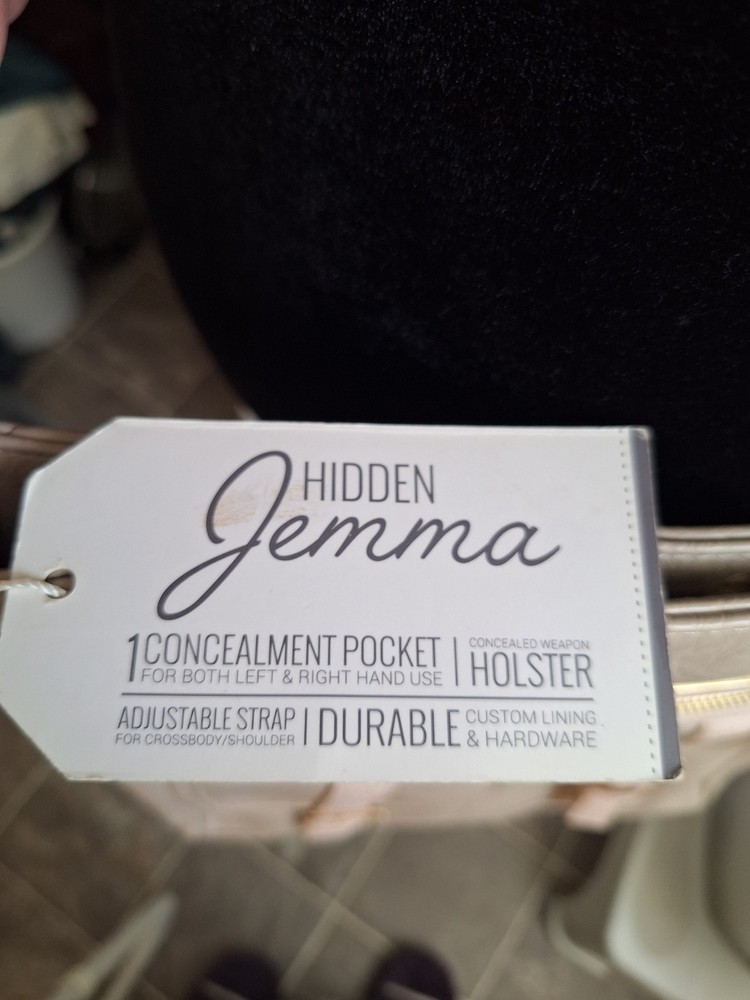 HIDDEN
Jemma
1 CONCEALMENT POCKET
FOR BOTH LEFT & RIGHT HAND USE
CONCEALED WEAPON
HOLSTER
ADJUSTABLE STRAP
FOR CROSSBODY/SHOULDER
DURABLE
CUSTOM LINING
& HARDWARE